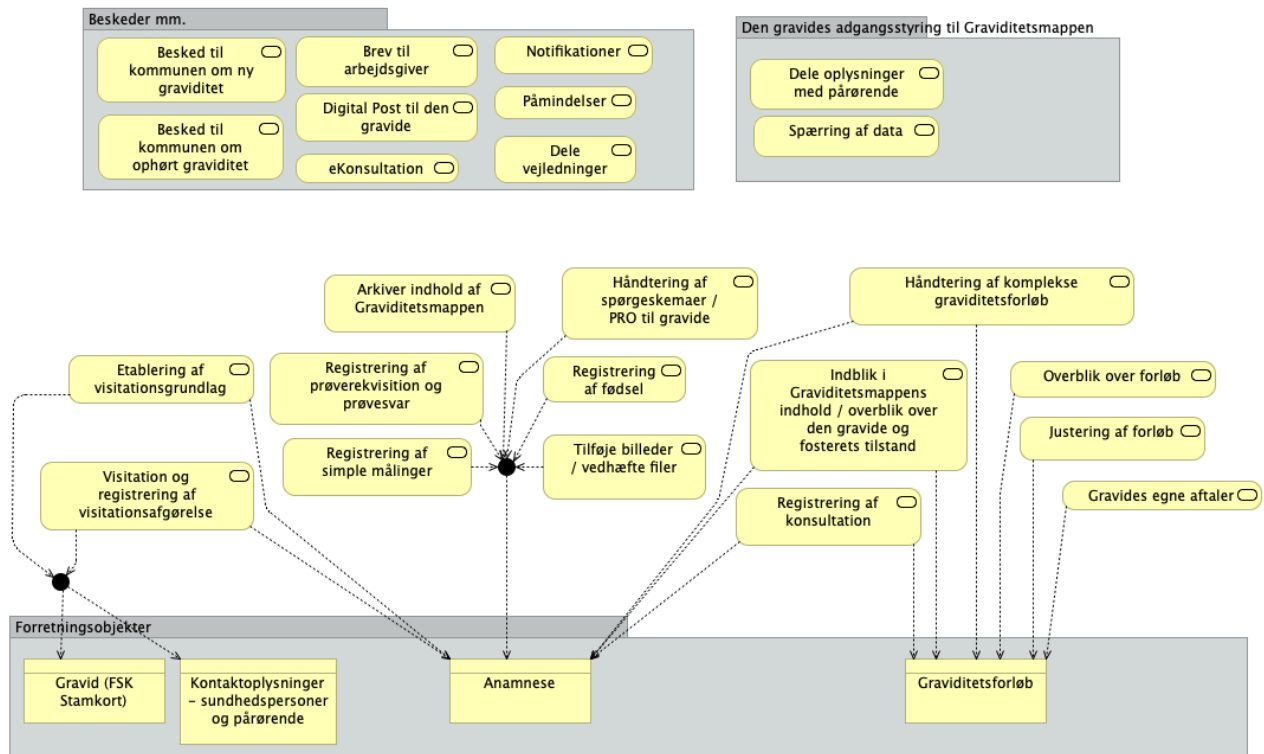 Beskeder mm.
Besked til
kommunen om ny
graviditet
Besked til
kommunen om
ophørt graviditet
Brev til
arbejdsgiver
Digital Post til den
gravide
eKonsultation
Notifikationer
Påmindelser
Dele
vejledninger
Den gravides adgangsstyring til Graviditetsmappen
Dele oplysninger
med pårørende
Spærring af data
Arkiver indhold af
Graviditetsmappen
Håndtering af
spørgeskemaer /
PRO til gravide
Håndtering af komplekse
graviditetsforløb
Etablering af
visitationsgrundlag
Registrering af
prøverekvisition og
prøvesvar
Registrering
af fødsel
Indblik i
Graviditetsmappens
indhold / overblik over
den gravide og
fosterets tilstand
Overblik over forløb
Justering af forløb
Registrering af
simple målinger
Tilføje billeder
/ vedhæfte filer
Visitation og
registrering af
visitationsafgørelse
Registrering af
konsultation
Gravides egne aftaler
Forretningsobjekter
Gravid (FSK
Stamkort)
Kontaktoplysninger
– sundhedspersoner
og pårørende
Anamnese
Graviditetsforløb